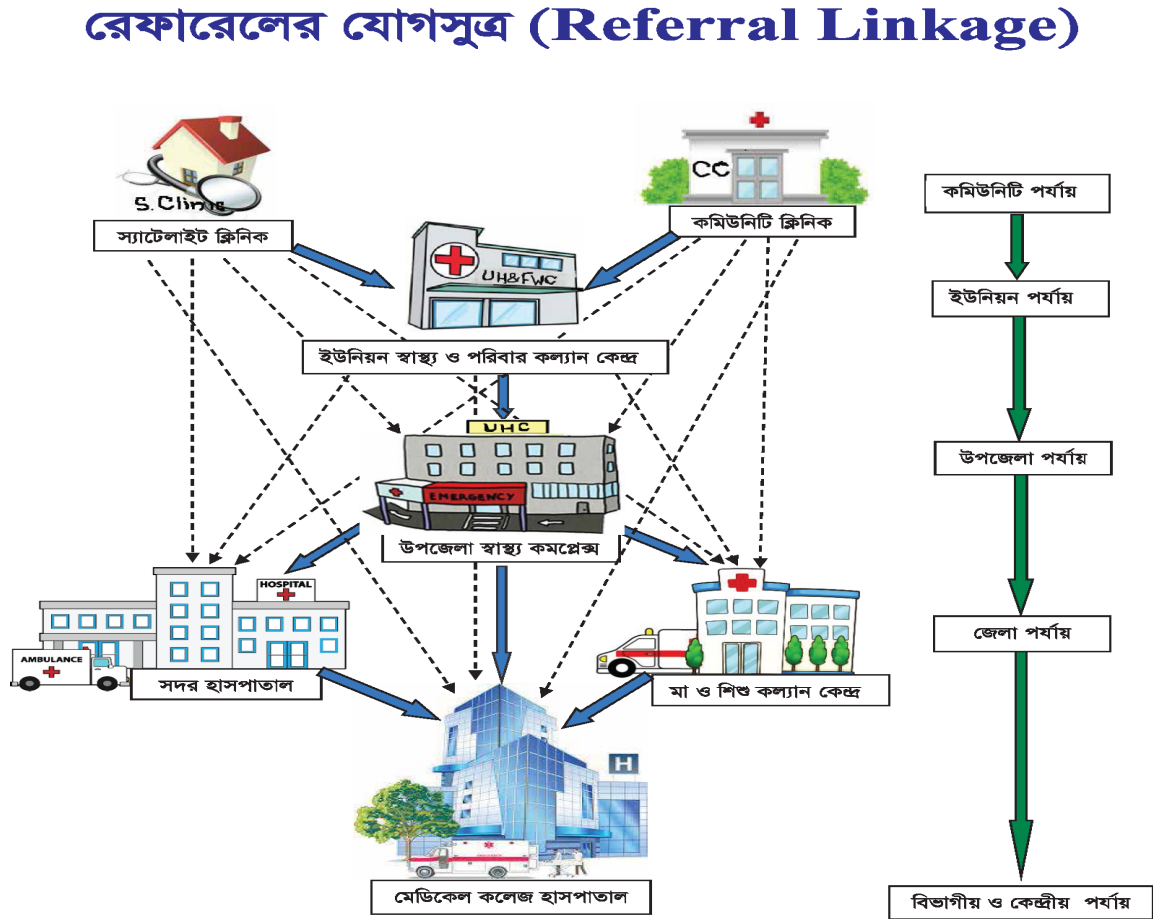 রেফারেলের যোগসুত্র (Referral Linkage)
S.Clinic
স্যাটেলাইট ক্লিনিক
CC
কমিউনিটি ক্লিনিক
কমিউনিটি পর্যায়
UH&FWC
ইউনিয়ন স্বাস্থ্য ও পরিবার কল্যান কেন্দ্র
ইউনিয়ন পর্যায়
UHC
EMERGENCY
উপজেলা স্বাস্থ্য কমপ্লেক্স
উপজেলা পর্যায়
HOSPITAL
AMBULANCE
সদর হাসপাতাল
মা ও শিশু কল্যান কেন্দ্র
জেলা পর্যায়
H
মেডিকেল কলেজ হাসপাতাল
বিভাগীয় ও কেন্দ্রীয় পর্যায়